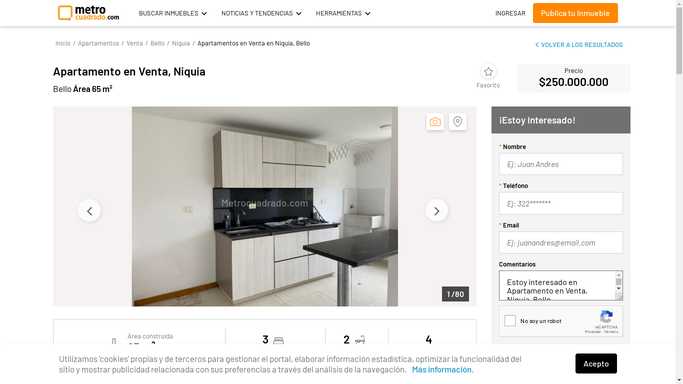 metro
cuadrado.com
BUSCAR INMUEBLES
NOTICIAS Y TENDENCIAS
HERRAMIENTAS
INGRESAR
Publica tu Inmueble
Inicio / Apartamentos / Venta / Bello / Niquia / Apartamentos en Venta en Niquia, Bello
VOLVER A LOS RESULTADOS
Apartamento en Venta, Niquia
Bello Área 65 m²
Favorito
Precio
$250.000.000
Metrocuadrado.com
1 / 80
¡Estoy Interesado!
* Nombre
Ej: Juan Andres
* Teléfono
Ej: 322*******
* Email
Ej: juanandres@email.com
Comentarios
Estoy interesado en
Apartamento en Venta,
Niquia, Bello
No soy un robot
reCAPTCHA
Privacidad - Términos
Área construida
3
2
4
Utilizamos 'cookies' propias y de terceros para gestionar el portal, elaborar información estadística, optimizar la funcionalidad del
sitio y mostrar publicidad relacionada con sus preferencias a través del análisis de la navegación. Más información.
Acepto